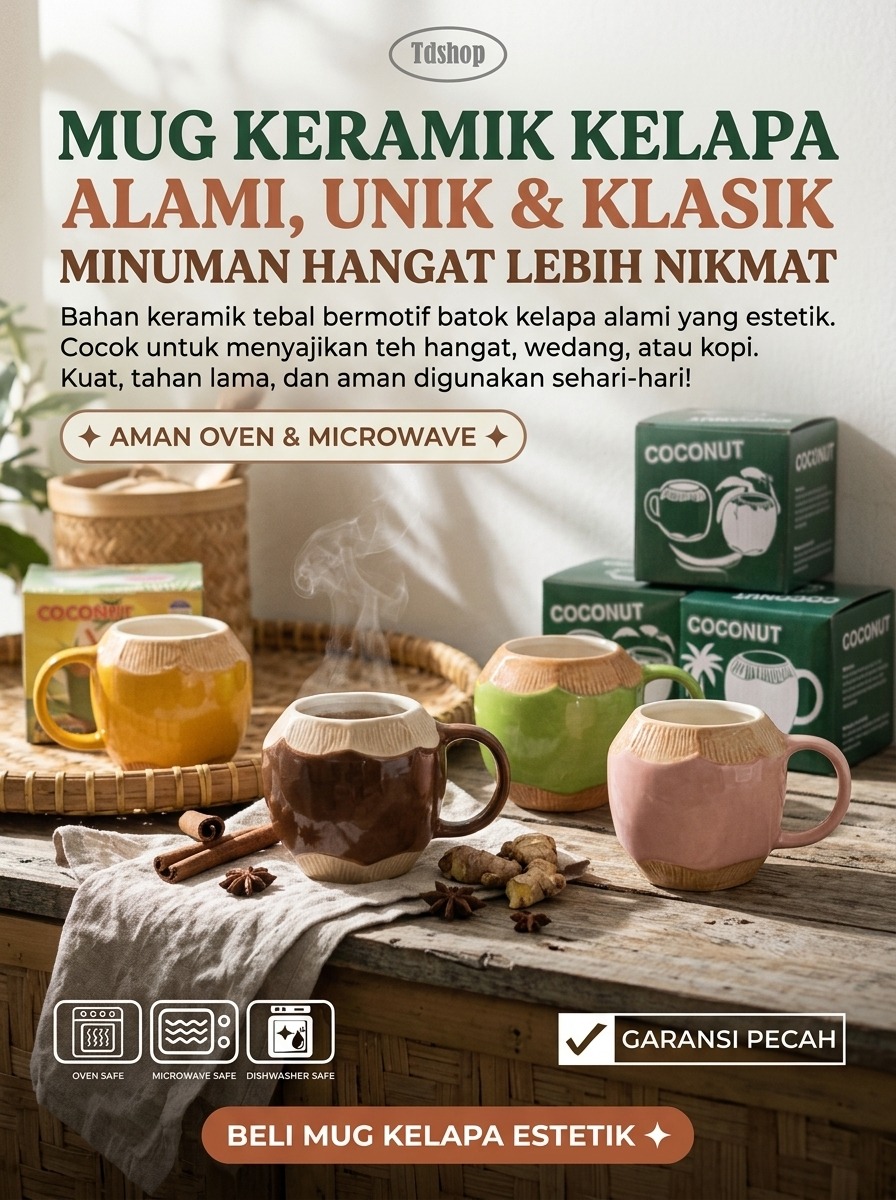 Tdshop
MUG KERAMIK KELAPA
ALAMI, UNIK & KLASIK
MINUMAN HANGAT LEBIH NIKMAT
Bahan keramik tebal bermotif batok kelapa alami yang estetik.
Cocok untuk menyajikan teh hangat, wedang, atau kopi.
Kuat, tahan lama, dan aman digunakan sehari-hari!
AMAN OVEN & MICROWAVE
COCONUT
COCONUT
COCONUT
COCONUT
COCONUT
COCONUT
OVEN SAFE
MICROWAVE SAFE
DISHWASHER SAFE
GARANSI PECAH
BELI MUG KELAPA ESTETIK